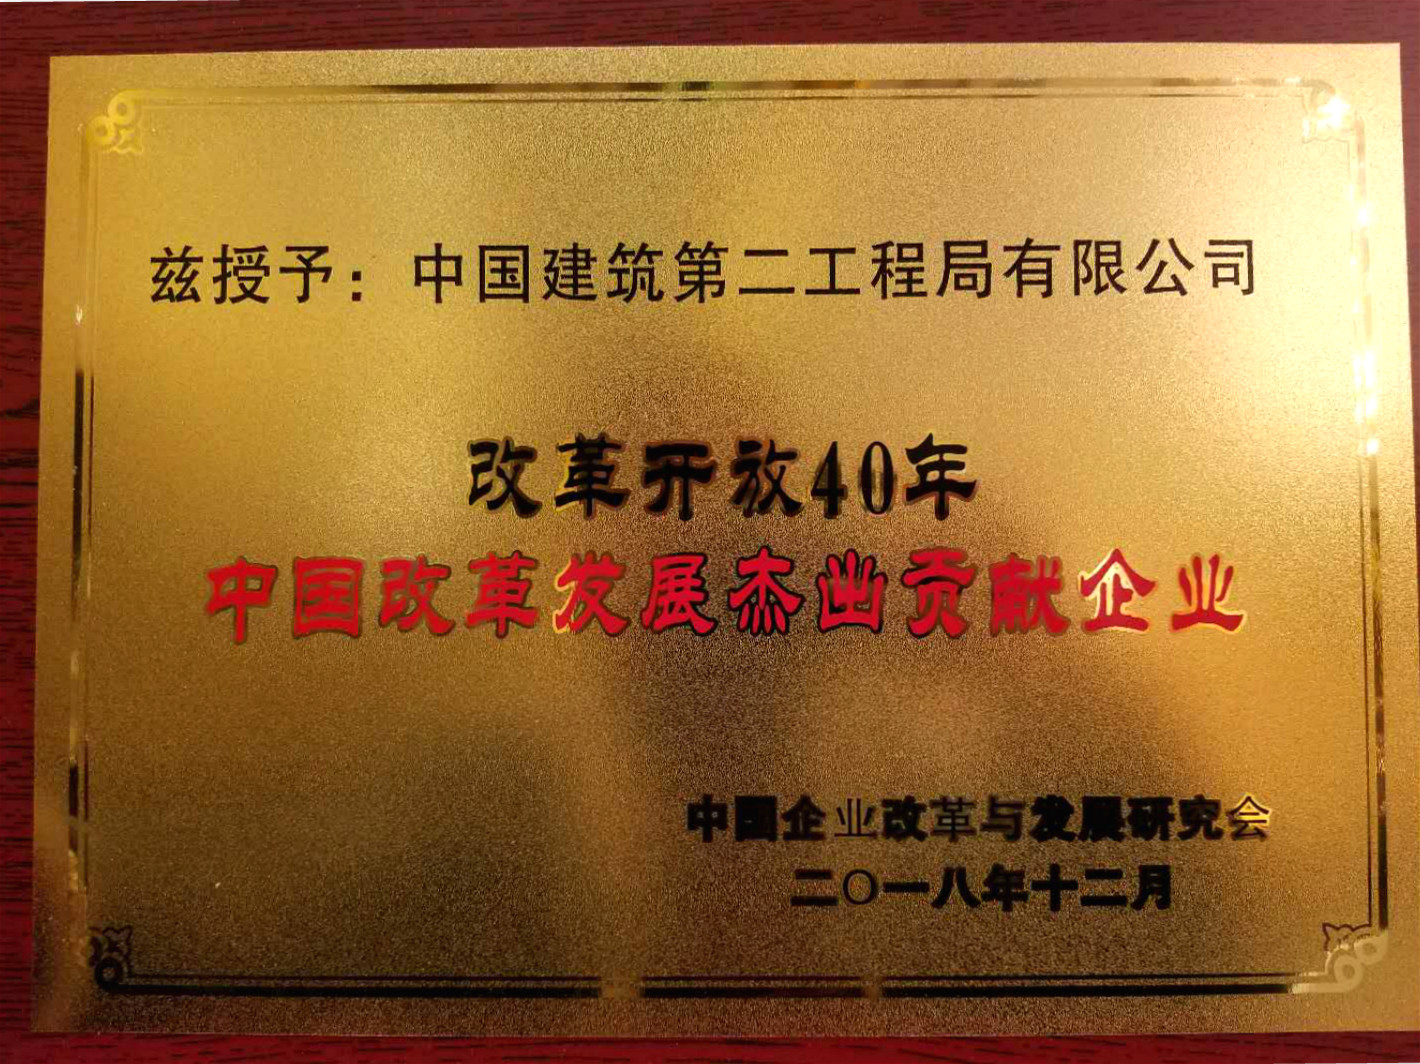 兹授予：中国建筑第二工程局有限公司
改革开放40年
中国改革发展杰出贡献企业
中国企业改革与发展研究会
二〇一八年十二月